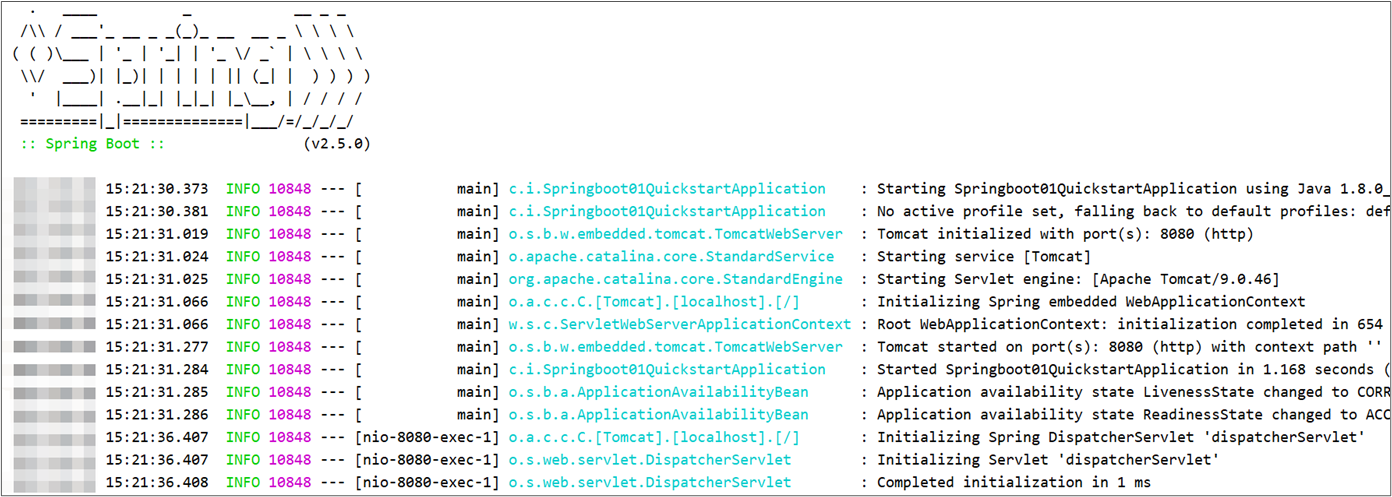 .   ____          _            __ _ _
 /\\ / ___'_ __ _ _(_)_ __  __ _ \ \ \ \
( ( )\___ | '_ | '_| | '_ \/ _` | \ \ \ \
 \\/  ___)| |_)| | | | | || (_| |  ) ) ) )
  '  |____| .__|_| |_|_| |_\__, | / / / /
 =========|_|==============|___/=/_/_/_/
 :: Spring Boot ::                (v2.5.0)
15:21:30.373  INFO 10848 --- [           main] c.i.Springboot01QuickstartApplication    : Starting Springboot01QuickstartApplication using Java 1.8.0_
15:21:30.381  INFO 10848 --- [           main] c.i.Springboot01QuickstartApplication    : No active profile set, falling back to default profiles: def
15:21:31.019  INFO 10848 --- [           main] o.s.b.w.embedded.tomcat.TomcatWebServer  : Tomcat initialized with port(s): 8080 (http)
15:21:31.024  INFO 10848 --- [           main] o.apache.catalina.core.StandardService   : Starting service [Tomcat]
15:21:31.025  INFO 10848 --- [           main] org.apache.catalina.core.StandardEngine  : Starting Servlet engine: [Apache Tomcat/9.0.46]
15:21:31.066  INFO 10848 --- [           main] o.a.c.c.C.[Tomcat].[localhost].[/]       : Initializing Spring embedded WebApplicationContext
15:21:31.066  INFO 10848 --- [           main] w.s.c.ServletWebServerApplicationContext : Root WebApplicationContext: initialization completed in 654
15:21:31.277  INFO 10848 --- [           main] o.s.b.w.embedded.tomcat.TomcatWebServer  : Tomcat started on port(s): 8080 (http) with context path ''
15:21:31.284  INFO 10848 --- [           main] c.i.Springboot01QuickstartApplication    : Started Springboot01QuickstartApplication in 1.168 seconds (
15:21:31.285  INFO 10848 --- [           main] o.s.b.a.ApplicationAvailabilityBean      : Application availability state LivenessState changed to CORR
15:21:31.286  INFO 10848 --- [           main] o.s.b.a.ApplicationAvailabilityBean      : Application availability state ReadinessState changed to ACC
15:21:36.407  INFO 10848 --- [nio-8080-exec-1] o.a.c.c.C.[Tomcat].[localhost].[/]       : Initializing Spring DispatcherServlet 'dispatcherServlet'
15:21:36.407  INFO 10848 --- [nio-8080-exec-1] o.s.web.servlet.DispatcherServlet        : Initializing Servlet 'dispatcherServlet'
15:21:36.408  INFO 10848 --- [nio-8080-exec-1] o.s.web.servlet.DispatcherServlet        : Completed initialization in 1 ms